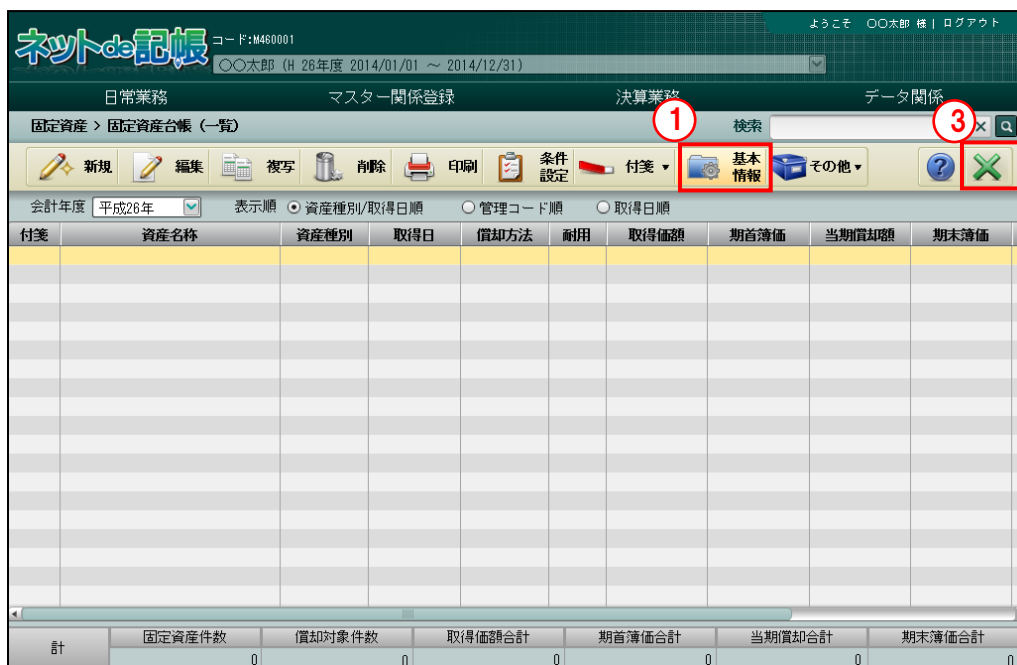 ようこそ 〇〇太郎 様 | ログアウト
ネットde記帳 コード:M460001
〇〇太郎 (H 26年度 2014/01/01 ～ 2014/12/31)
日常業務 マスター関係登録 決算業務 データ関係
固定資産 > 固定資産台帳(一覧) ① 検索 ③ ×
新規 編集 複写 削除 印刷 条件設定 付箋 ▼ 基本情報 その他 ▼ ?
会計年度 平成26年 表示順 資産種別/取得日順 管理コード順 取得日順
付箋 資産名称 資産種別 取得日 償却方法 耐用 取得価額 期首簿価 当期償却額 期末簿価
計 固定資産件数 償却対象件数 取得価額合計 期首簿価合計 当期償却合計 期末簿価合計
0 0 0 0 0 0